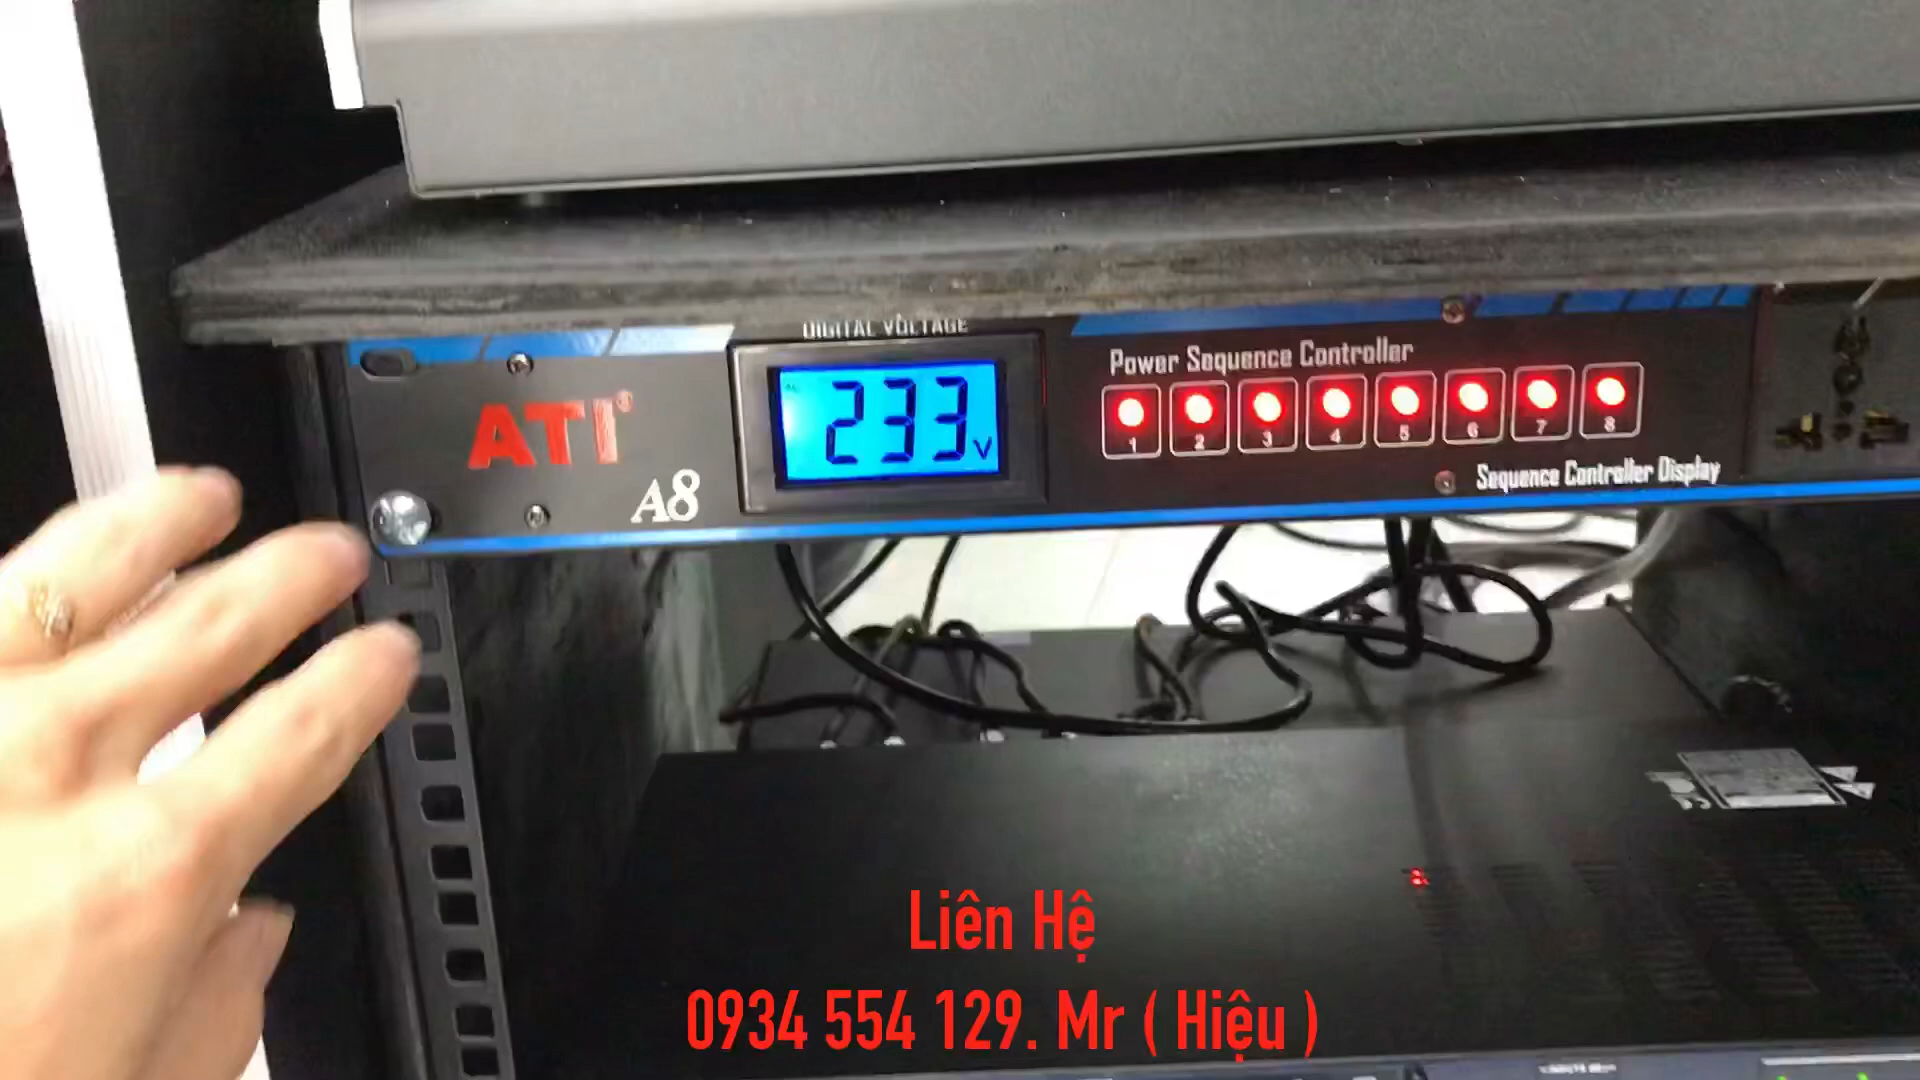 DIGITAL VOLTAGE
ATI®
A8
233 V
Power Sequence Controller
1 2 3 4 5 6 7 8
Sequence Controller Display
Liên Hệ
0934 554 129. Mr ( Hiệu )